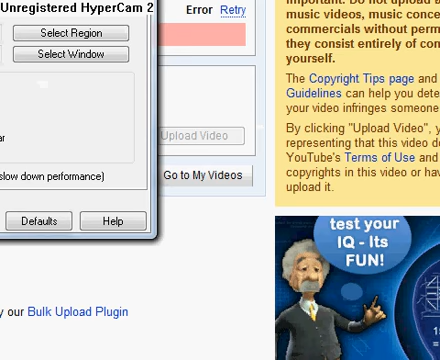 Unregistered HyperCam 2
Select Region
Select Window
ar
(slow down performance)
Defaults
Help
Error Retry
Upload Video
Go to My Videos
y our Bulk Upload Plugin
important: Do not upload a
music videos, music conce
commercials without perm
they consist entirely of con
yourself.
The Copyright Tips page and
Guidelines can help you dete
your video infringes someone
By clicking "Upload Video", y
representing that this video do
YouTube's Terms of Use and
copyrights in this video or hav
upload it.
test your
IQ - Its
FUN!